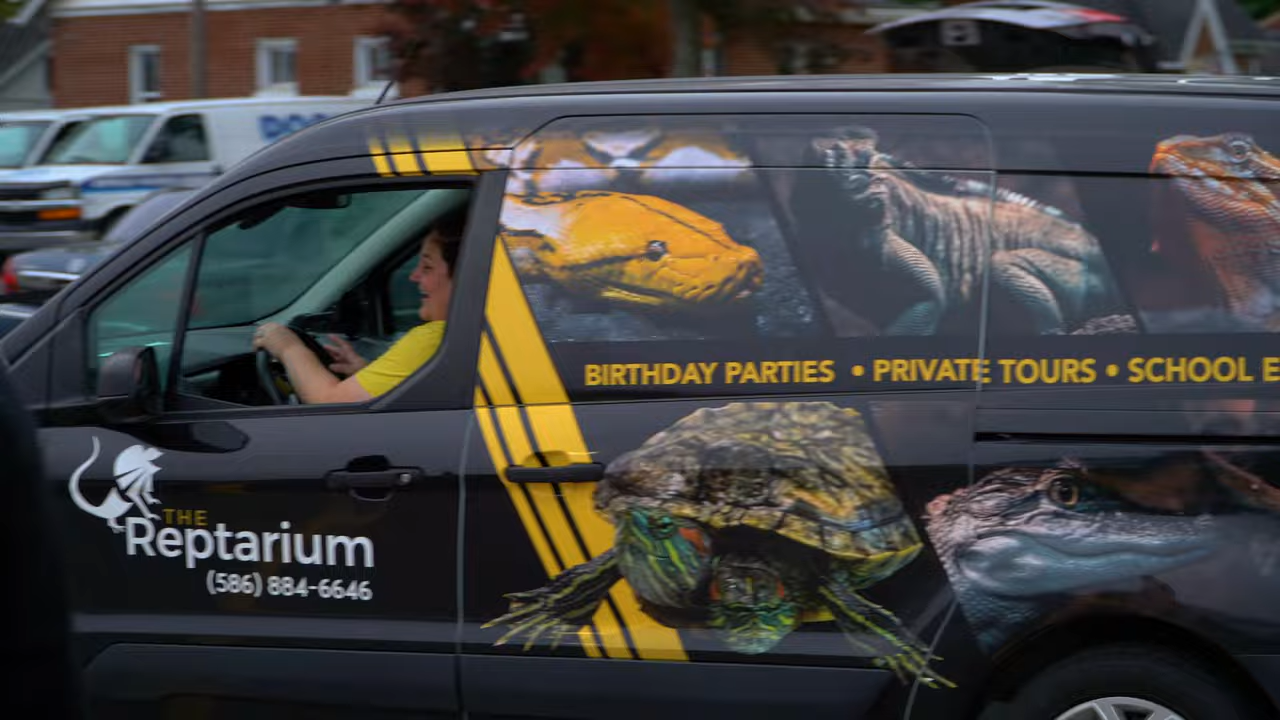 BIRTHDAY PARTIES • PRIVATE TOURS • SCHOOL E
THE
Reptarium
(586) 884-6646